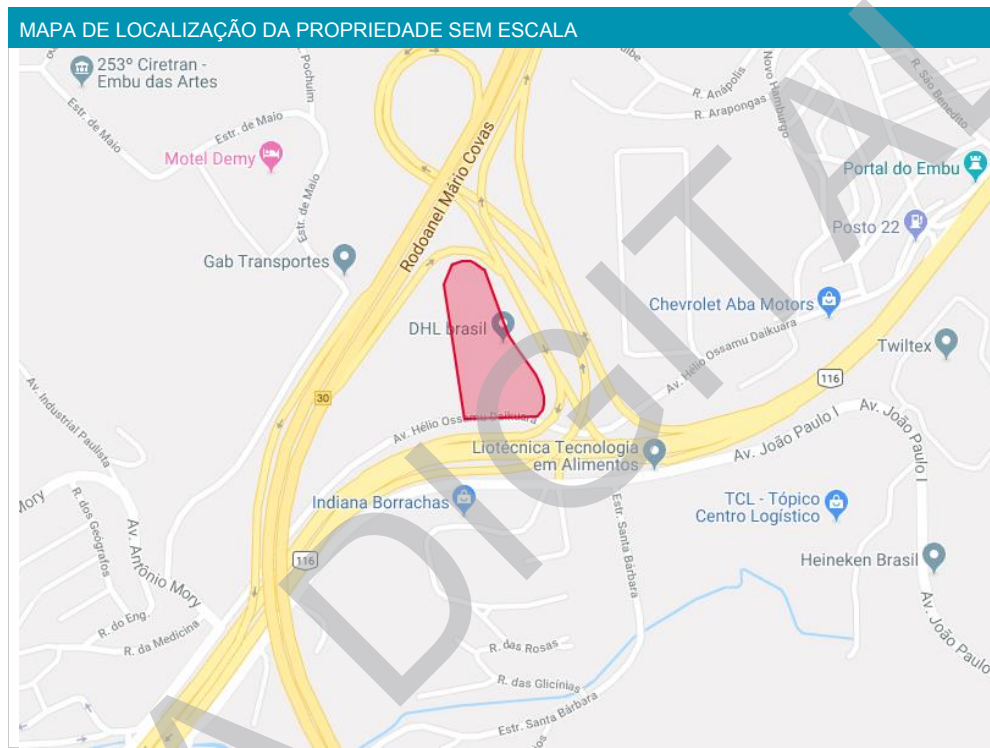 MAPA DE LOCALIZAÇÃO DA PROPRIEDADE SEM ESCALA
253º Ciretran -
Embu das Artes
Pochuim
Estr. de Maio
Estr. de Maio
Motel Demy
Estr. de Maio
Gab Transportes
Rodoanel Mário Covas
R. Anápolis
R. Arapongas
Novo Hamburgo
R. São Benedito
Portal do Embu
Posto 22
Chevrolet Aba Motors
Av. Hélio Ossamu Daikuara
Twiltex
DHL brasil
30
116
Av. Hélio Ossamu Daikuara
Liotécnica Tecnologia
em Alimentos
Av. João Paulo I
Av. João Paulo I
Av. Industrial Paulista
Mory
R. dos Geógrafos
Av. Antônio Mory
Indiana Borrachas
116
Estr. Santa Bárbara
TCL - Tópico
Centro Logístico
Heineken Brasil
Av. João Paulo
R. do Eng.
R. da Medicina
R. das Rosas
R. das Glicínias
Estr. Santa Bárbara
A DIGITAL